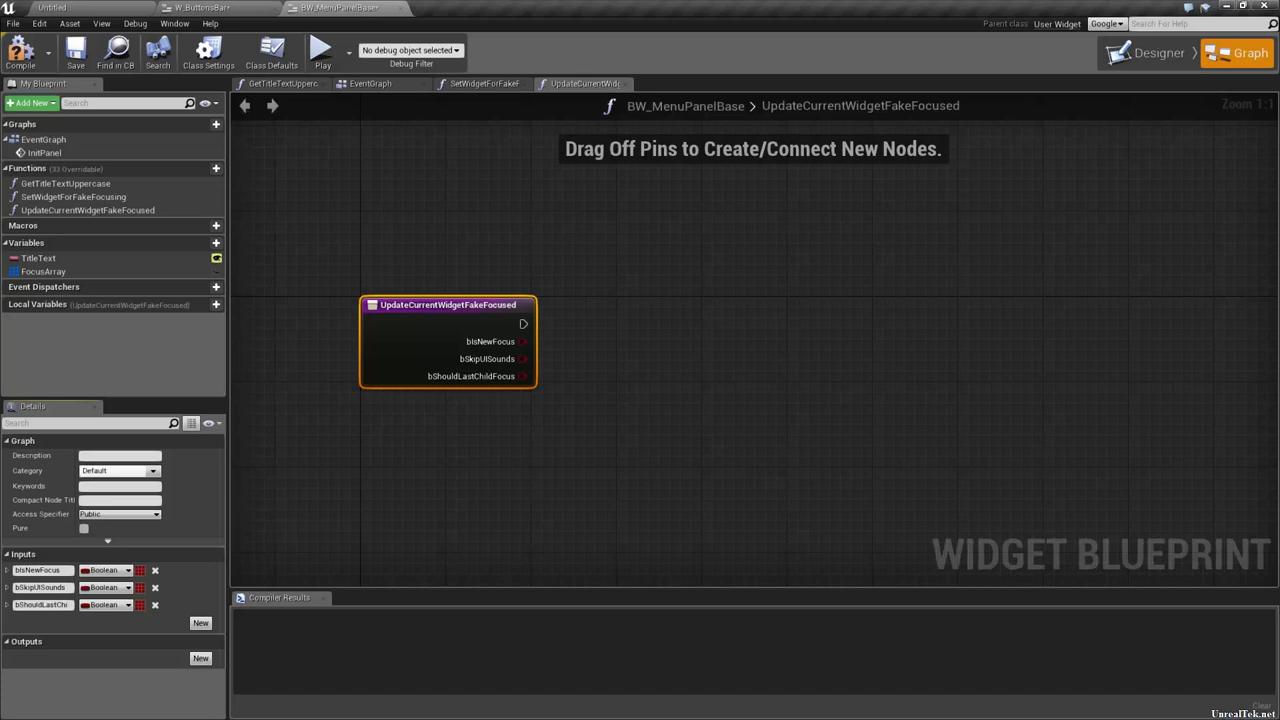 Untitled
W_ButtonsBar*
BW_MenuPanelBase*
File Edit Asset View Debug Window Help
Parent class: User Widget
Google
Search For Help
Compile
Save
Find in CB
Search
Class Settings
Class Defaults
Play
No debug object selected
Debug Filter
Designer
Graph
My Blueprint
GetTitleTextUpperc
EventGraph
SetWidgetForFakeF
UpdateCurrentWidg
Add New
Search
BW_MenuPanelBase > UpdateCurrentWidgetFakeFocused
Zoom 1:1
Graphs
EventGraph
InitPanel
Drag Off Pins to Create/Connect New Nodes.
Functions (33 Overridable)
GetTitleTextUppercase
SetWidgetForFakeFocusing
UpdateCurrentWidgetFakeFocused
Macros
Variables
TitleText
FocusArray
Event Dispatchers
Local Variables (UpdateCurrentWidgetFakeFocused)
UpdateCurrentWidgetFakeFocused
bIsNewFocus
bSkipUISounds
bShouldLastChildFocus
Details
Search
Graph
Description
Category Default
Keywords
Compact Node Titl
Access Specifier Public
Pure
Inputs
bIsNewFocus Boolean
bSkipUISounds Boolean
bShouldLastChi Boolean
New
Outputs
New
WIDGET BLUEPRINT
Compiler Results
Clear
UnrealTek.net